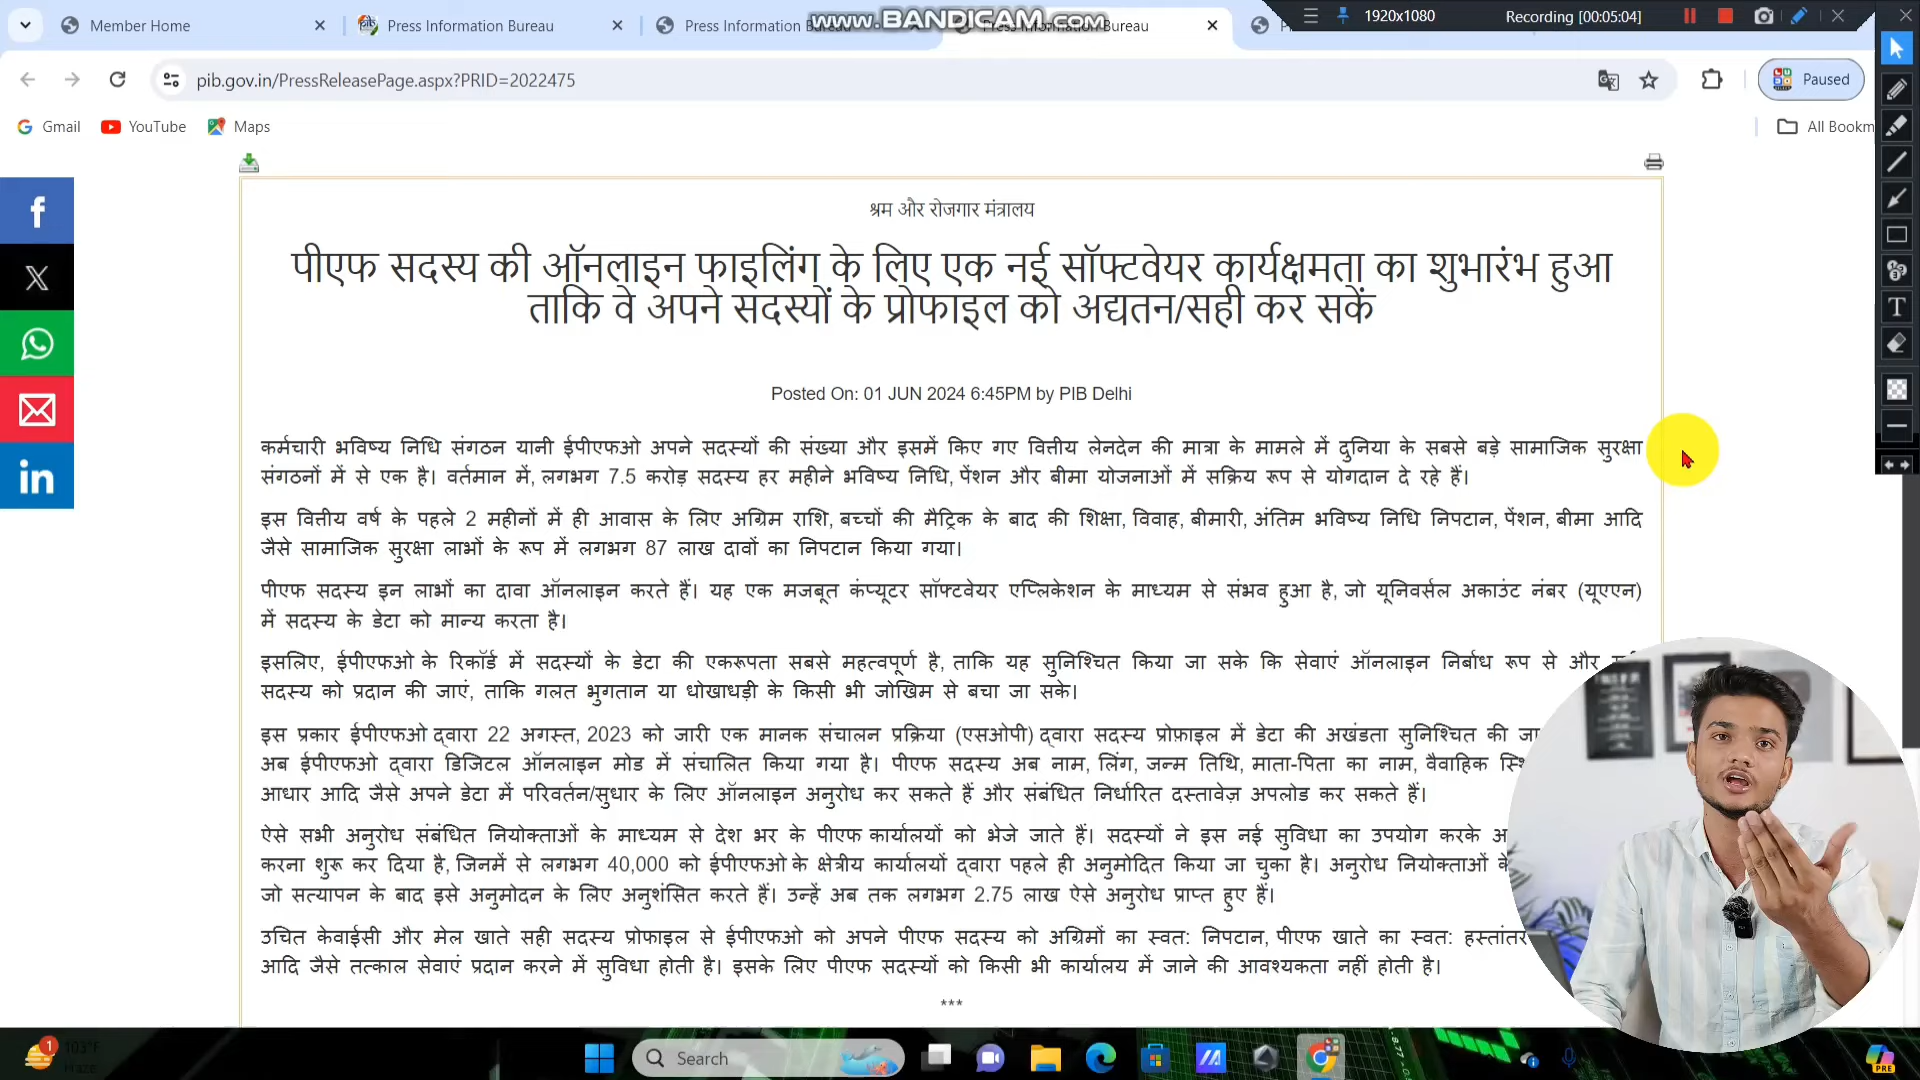 Member Home
Press Information Bureau
Press Information Bureau
www.BANDICAM.com
Press Information Bureau
1920x1080
Recording [00:05:04]
pib.gov.in/PressReleasePage.aspx?PRID=2022475
Paused
Gmail
YouTube
Maps
All Bookm
श्रम और रोजगार मंत्रालय
पीएफ सदस्य की ऑनलाइन फाइलिंग के लिए एक नई सॉफ्टवेयर कार्यक्षमता का शुभारंभ हुआ
ताकि वे अपने सदस्यों के प्रोफाइल को अद्यतन/सही कर सकें
Posted On: 01 JUN 2024 6:45PM by PIB Delhi
कर्मचारी भविष्य निधि संगठन यानी ईपीएफओ अपने सदस्यों की संख्या और इसमें किए गए वित्तीय लेनदेन की मात्रा के मामले में दुनिया के सबसे बड़े सामाजिक सुरक्षा
संगठनों में से एक है। वर्तमान में, लगभग 7.5 करोड़ सदस्य हर महीने भविष्य निधि, पेंशन और बीमा योजनाओं में सक्रिय रूप से योगदान दे रहे हैं।
इस वित्तीय वर्ष के पहले 2 महीनों में ही आवास के लिए अग्रिम राशि, बच्चों की मैट्रिक के बाद की शिक्षा, विवाह, बीमारी, अंतिम भविष्य निधि निपटान, पेंशन, बीमा आदि
जैसे सामाजिक सुरक्षा लाभों के रूप में लगभग 87 लाख दावों का निपटान किया गया।
पीएफ सदस्य इन लाभों का दावा ऑनलाइन करते हैं। यह एक मजबूत कंप्यूटर सॉफ्टवेयर एप्लिकेशन के माध्यम से संभव हुआ है, जो यूनिवर्सल अकाउंट नंबर (यूएएन)
में सदस्य के डेटा को मान्य करता है।
इसलिए, ईपीएफओ के रिकॉर्ड में सदस्यों के डेटा की एकरूपता सबसे महत्वपूर्ण है, ताकि यह सुनिश्चित किया जा सके कि सेवाएं ऑनलाइन निर्बाध रूप से और
सदस्य को प्रदान की जाएं, ताकि गलत भुगतान या धोखाधड़ी के किसी भी जोखिम से बचा जा सके।
इस प्रकार ईपीएफओ द्वारा 22 अगस्त, 2023 को जारी एक मानक संचालन प्रक्रिया (एसओपी) द्वारा सदस्य प्रोफ़ाइल में डेटा की अखंडता सुनिश्चित की
अब ईपीएफओ द्वारा डिजिटल ऑनलाइन मोड में संचालित किया गया है। पीएफ सदस्य अब नाम, लिंग, जन्म तिथि, माता-पिता का नाम, वैवाहिक
आधार आदि जैसे अपने डेटा में परिवर्तन/सुधार के लिए ऑनलाइन अनुरोध कर सकते हैं और संबंधित निर्धारित दस्तावेज़ अपलोड कर सकते हैं।
ऐसे सभी अनुरोध संबंधित नियोक्ताओं के माध्यम से देश भर के पीएफ कार्यालयों को भेजे जाते हैं। सदस्यों ने इस नई सुविधा का उपयोग करके
करना शुरू कर दिया है, जिनमें से लगभग 40,000 को ईपीएफओ के क्षेत्रीय कार्यालयों द्वारा पहले ही अनुमोदित किया जा चुका है। अनुरोध नियोक्ताओं
जो सत्यापन के बाद इसे अनुमोदन के लिए अनुशंसित करते हैं। उन्हें अब तक लगभग 2.75 लाख ऐसे अनुरोध प्राप्त हुए हैं।
उचित केवाईसी और मेल खाते सही सदस्य प्रोफाइल से ईपीएफओ को अपने पीएफ सदस्य को अग्रिमों का स्वत: निपटान, पीएफ खाते का स्वत:
आदि जैसे तत्काल सेवाएं प्रदान करने में सुविधा होती है। इसके लिए पीएफ सदस्यों को किसी भी कार्यालय में जाने की आवश्यकता नहीं होती है।
***
1
103°F
Haze
Search
PRE